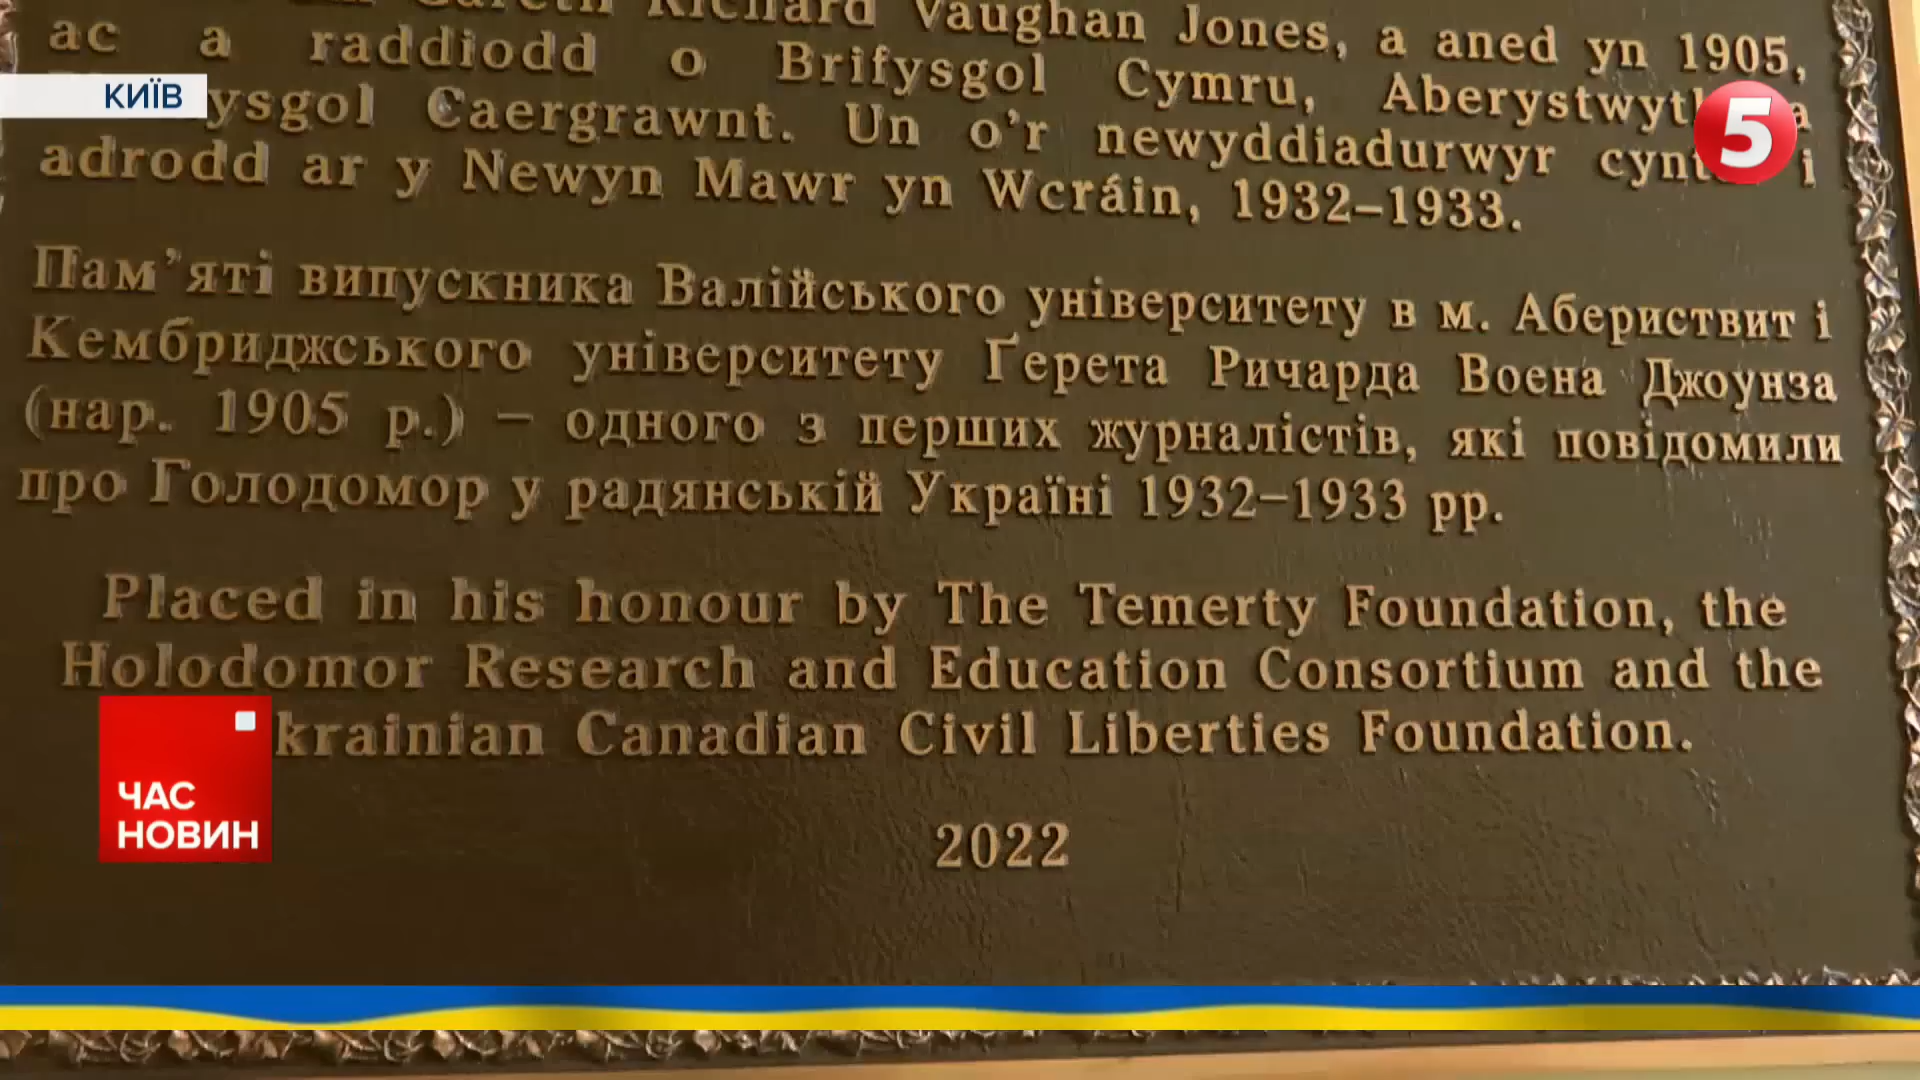 Richard Vaughan Jones, a aned yn 1905,
ac a raddiodd o Brifysgol Cymru,
КИЇВ
Caergrawnt. Un o'r newyddiadurwyr i
adrodd ar y Newyn Mawr yn Wcráin, 1932–1933.
5
Пам'яті випускника Валійського університету в м. Абериствит і
Кембриджського університету Ґерета Ричарда Воена Джоунза
(нар. 1905 р.) – одного з перших журналістів, які повідомили
про Голодомор у радянській Україні 1932–1933 рр.
Placed in his honour by The Temerty Foundation, the
Holodomor Research and Education Consortium and the
krainian Canadian Civil Liberties Foundation.
ЧАС
НОВИН
2022